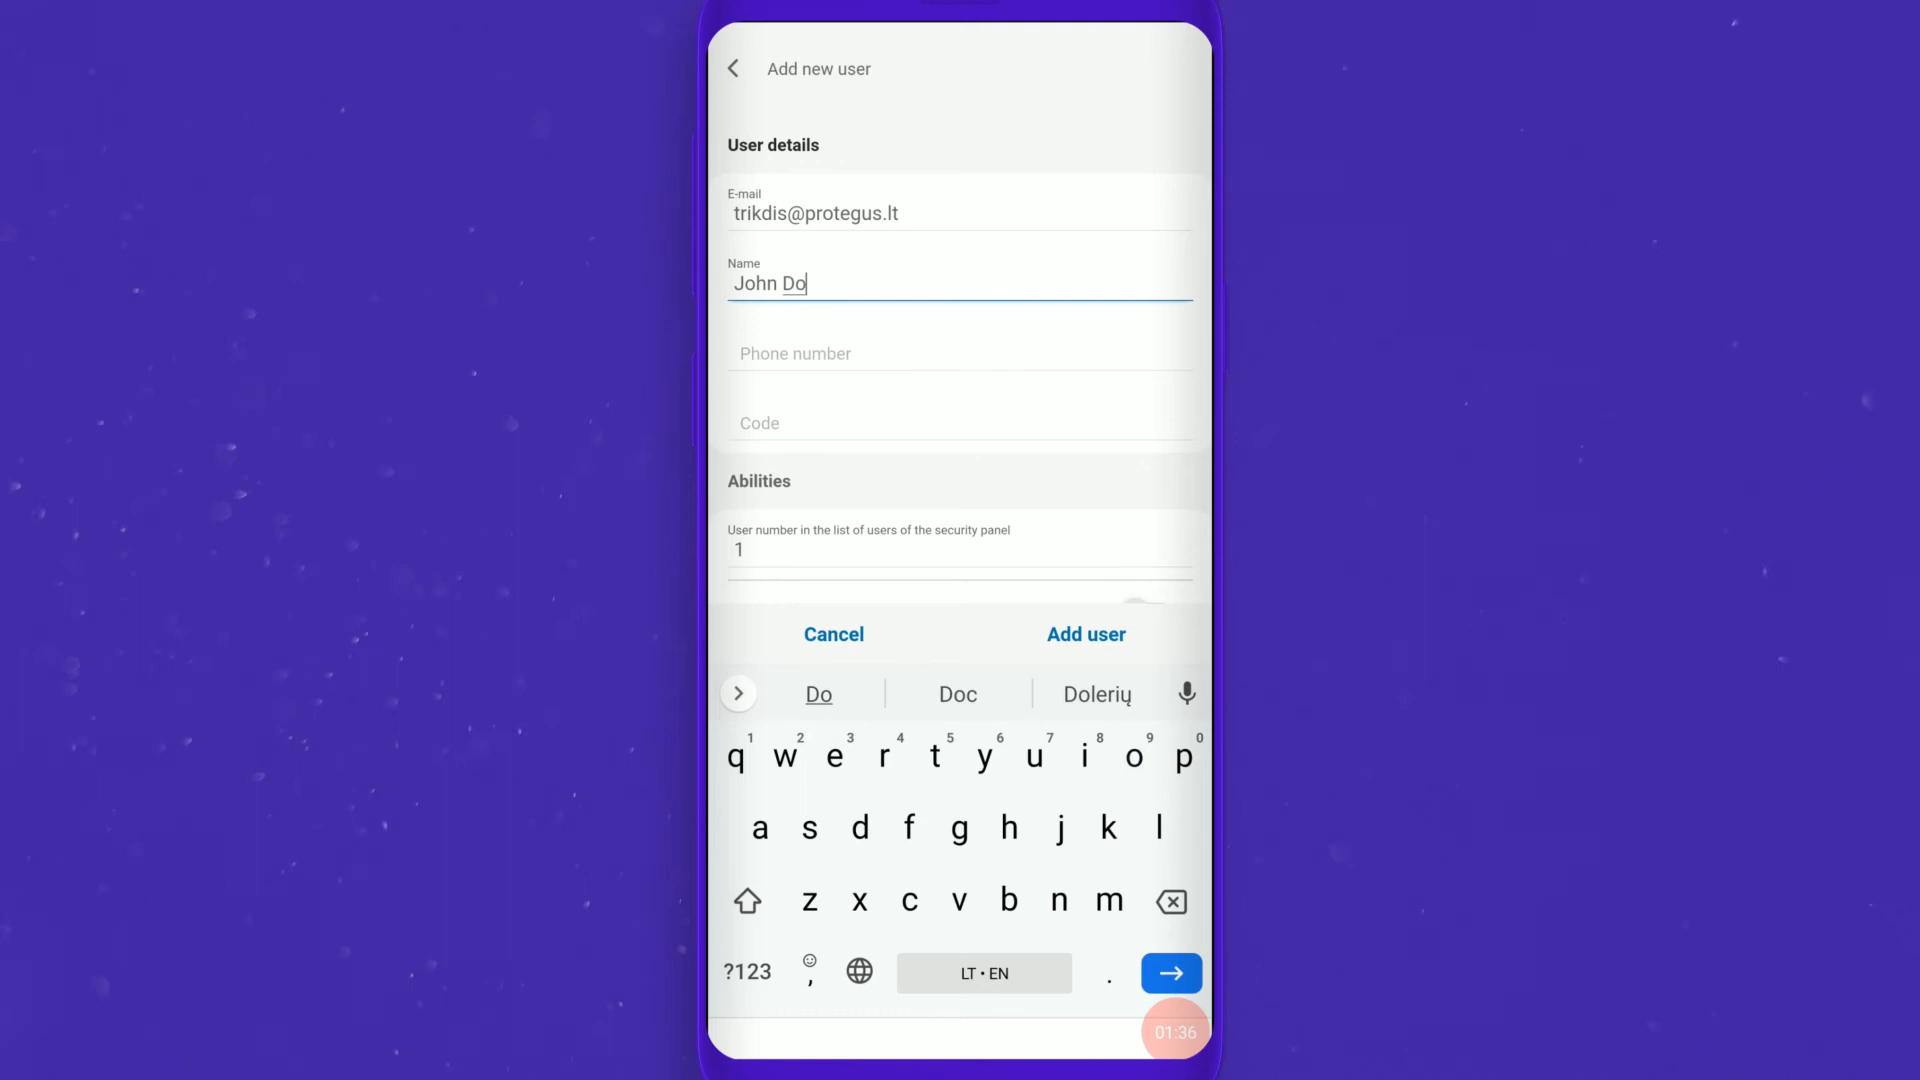 Add new user
User details
E-mail
trikdis@protegus.lt
Name
John Do
Phone number
Code
Abilities
User number in the list of users of the security panel
1
Cancel Add user
Do Doc Dolerių
1 2 3 4 5 6 7 8 9 0
q w e r t y u i o p
a s d f g h j k l
z x c v b n m
?123 , LT • EN .
01:36